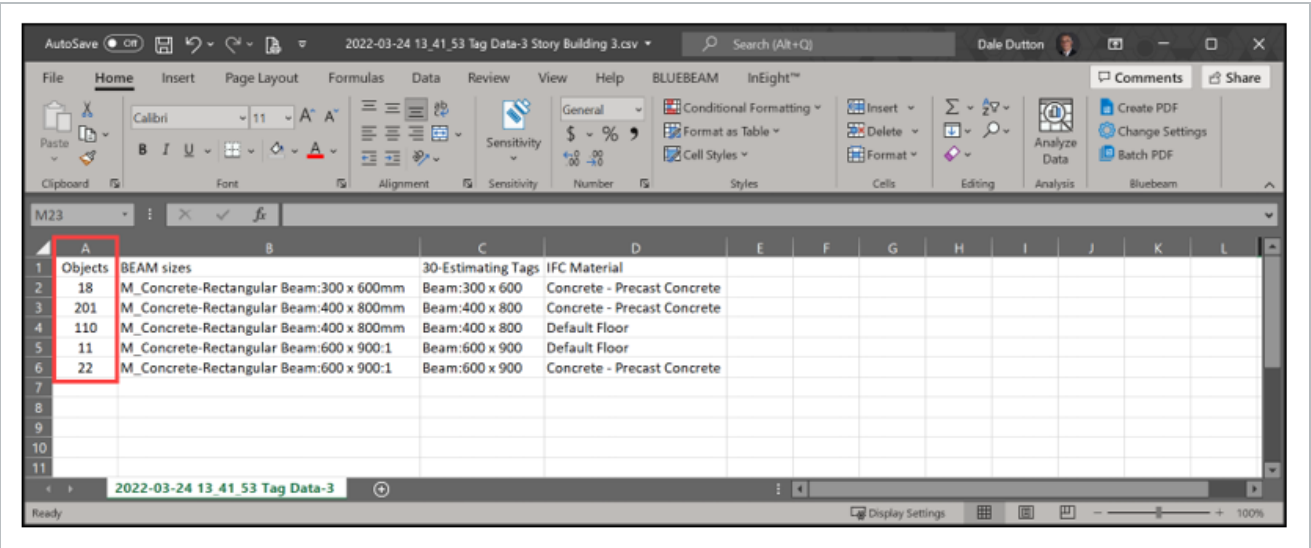 AutoSave Off 2022-03-24 13_41_53 Tag Data-3 Story Building 3.csv Search (Alt+Q) Dale Dutton
File Home Insert Page Layout Formulas Data Review View Help BLUEBEAM InEight™ Comments Share
Paste
Clipboard
Calibri 11 A^ A˅
B I U A
Font
Alignment
Sensitivity
Sensitivity
General
$ % 9
.00 .00 .0
Number
Conditional Formatting
Format as Table
Cell Styles
Styles
Insert
Delete
Format
Cells
Editing
Analyze
Data
Analysis
Create PDF
Change Settings
Batch PDF
Bluebeam
M23 fx
A B C D E F G H I J K L
1 Objects BEAM sizes 30-Estimating Tags IFC Material
2 18 M_Concrete-Rectangular Beam:300 x 600mm Beam:300 x 600 Concrete - Precast Concrete
3 201 M_Concrete-Rectangular Beam:400 x 800mm Beam:400 x 800 Concrete - Precast Concrete
4 110 M_Concrete-Rectangular Beam:400 x 800mm Beam:400 x 800 Default Floor
5 11 M_Concrete-Rectangular Beam:600 x 900:1 Beam:600 x 900 Default Floor
6 22 M_Concrete-Rectangular Beam:600 x 900:1 Beam:600 x 900 Concrete - Precast Concrete
7
8
9
10
11
2022-03-24 13_41_53 Tag Data-3
Ready Display Settings 100%